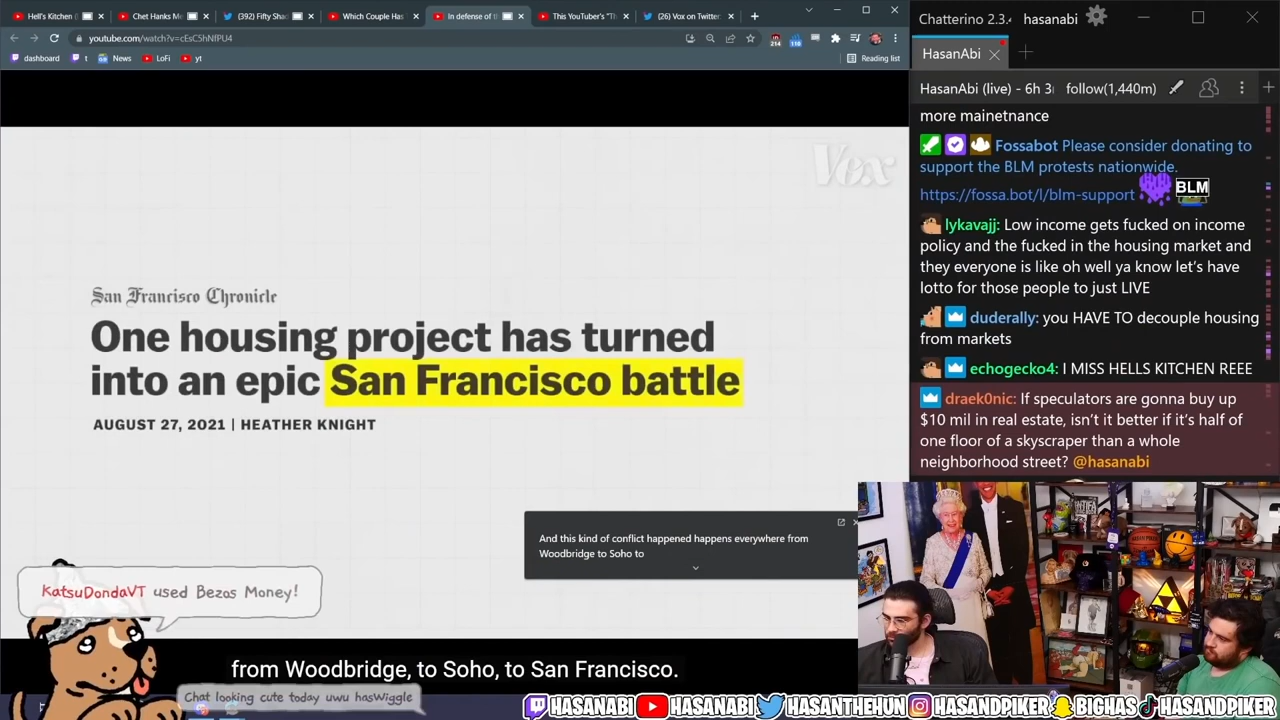 Hell's Kitchen (
Chet Hanks M
(392) Fifty Shad
Which Couple Has
In defense of th
This YouTuber's "Th
(26) Vox on Twitter
youtube.com/watch?v=cEsC5hNfPU4
214
110
dashboard
t
News
LoFi
yt
Reading list
Chatterino 2.3.4
hasanabi
HasanAbi
HasanAbi (live) - 6h 3
follow(1,440m)
more mainetnance
Fossabot Please consider donating to
support the BLM protests nationwide.
https://fossa.bot/l/blm-support
BLM
lykavajj: Low income gets fucked on income
policy and the fucked in the housing market and
they everyone is like oh well ya know let's have
lotto for those people to just LIVE
duderally: you HAVE TO decouple housing
from markets
echogecko4: I MISS HELLS KITCHEN REEE
draek0nic: If speculators are gonna buy up
$10 mil in real estate, isn't it better if it's half of
one floor of a skyscraper than a whole
neighborhood street? @hasanabi
Vox
San Francisco Chronicle
One housing project has turned
into an epic San Francisco battle
AUGUST 27, 2021 | HEATHER KNIGHT
And this kind of conflict happened happens everywhere from
Woodbridge to Soho to
KatsuDondaVT used Bezos Money!
from Woodbridge, to Soho, to San Francisco.
Chat looking cute today uwu hasWiggle
HASANABI
HASANABI
HASANTHEHUN
HASANDPIKER
BIGHAS
HASANDPIKER